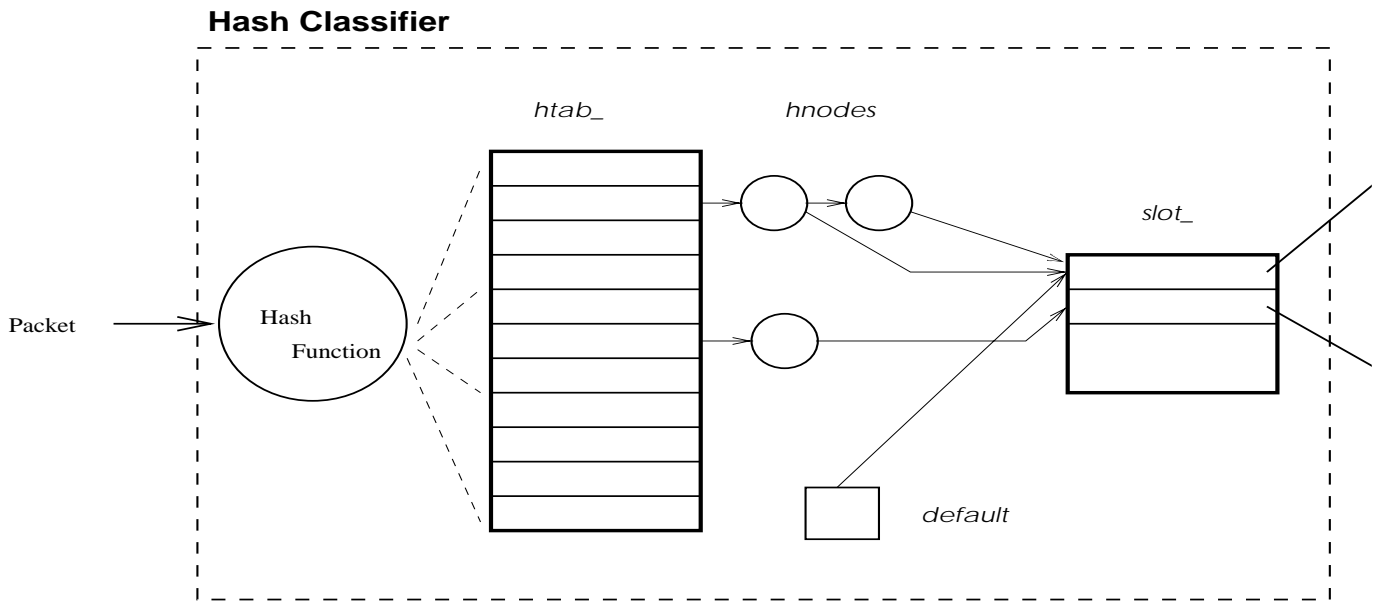 Hash Classifier
htab_
hnodes
slot_
Packet
Hash
Function
default